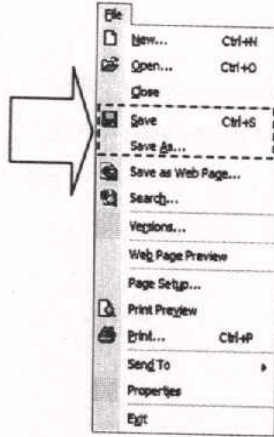 File
New... Ctrl+N
Open... Ctrl+O
Close
Save Ctrl+S
Save As...
Save as Web Page...
Search...
Versions...
Web Page Preview
Page Setup...
Print Preview
Print... Ctrl+P
Send To
Properties
Exit